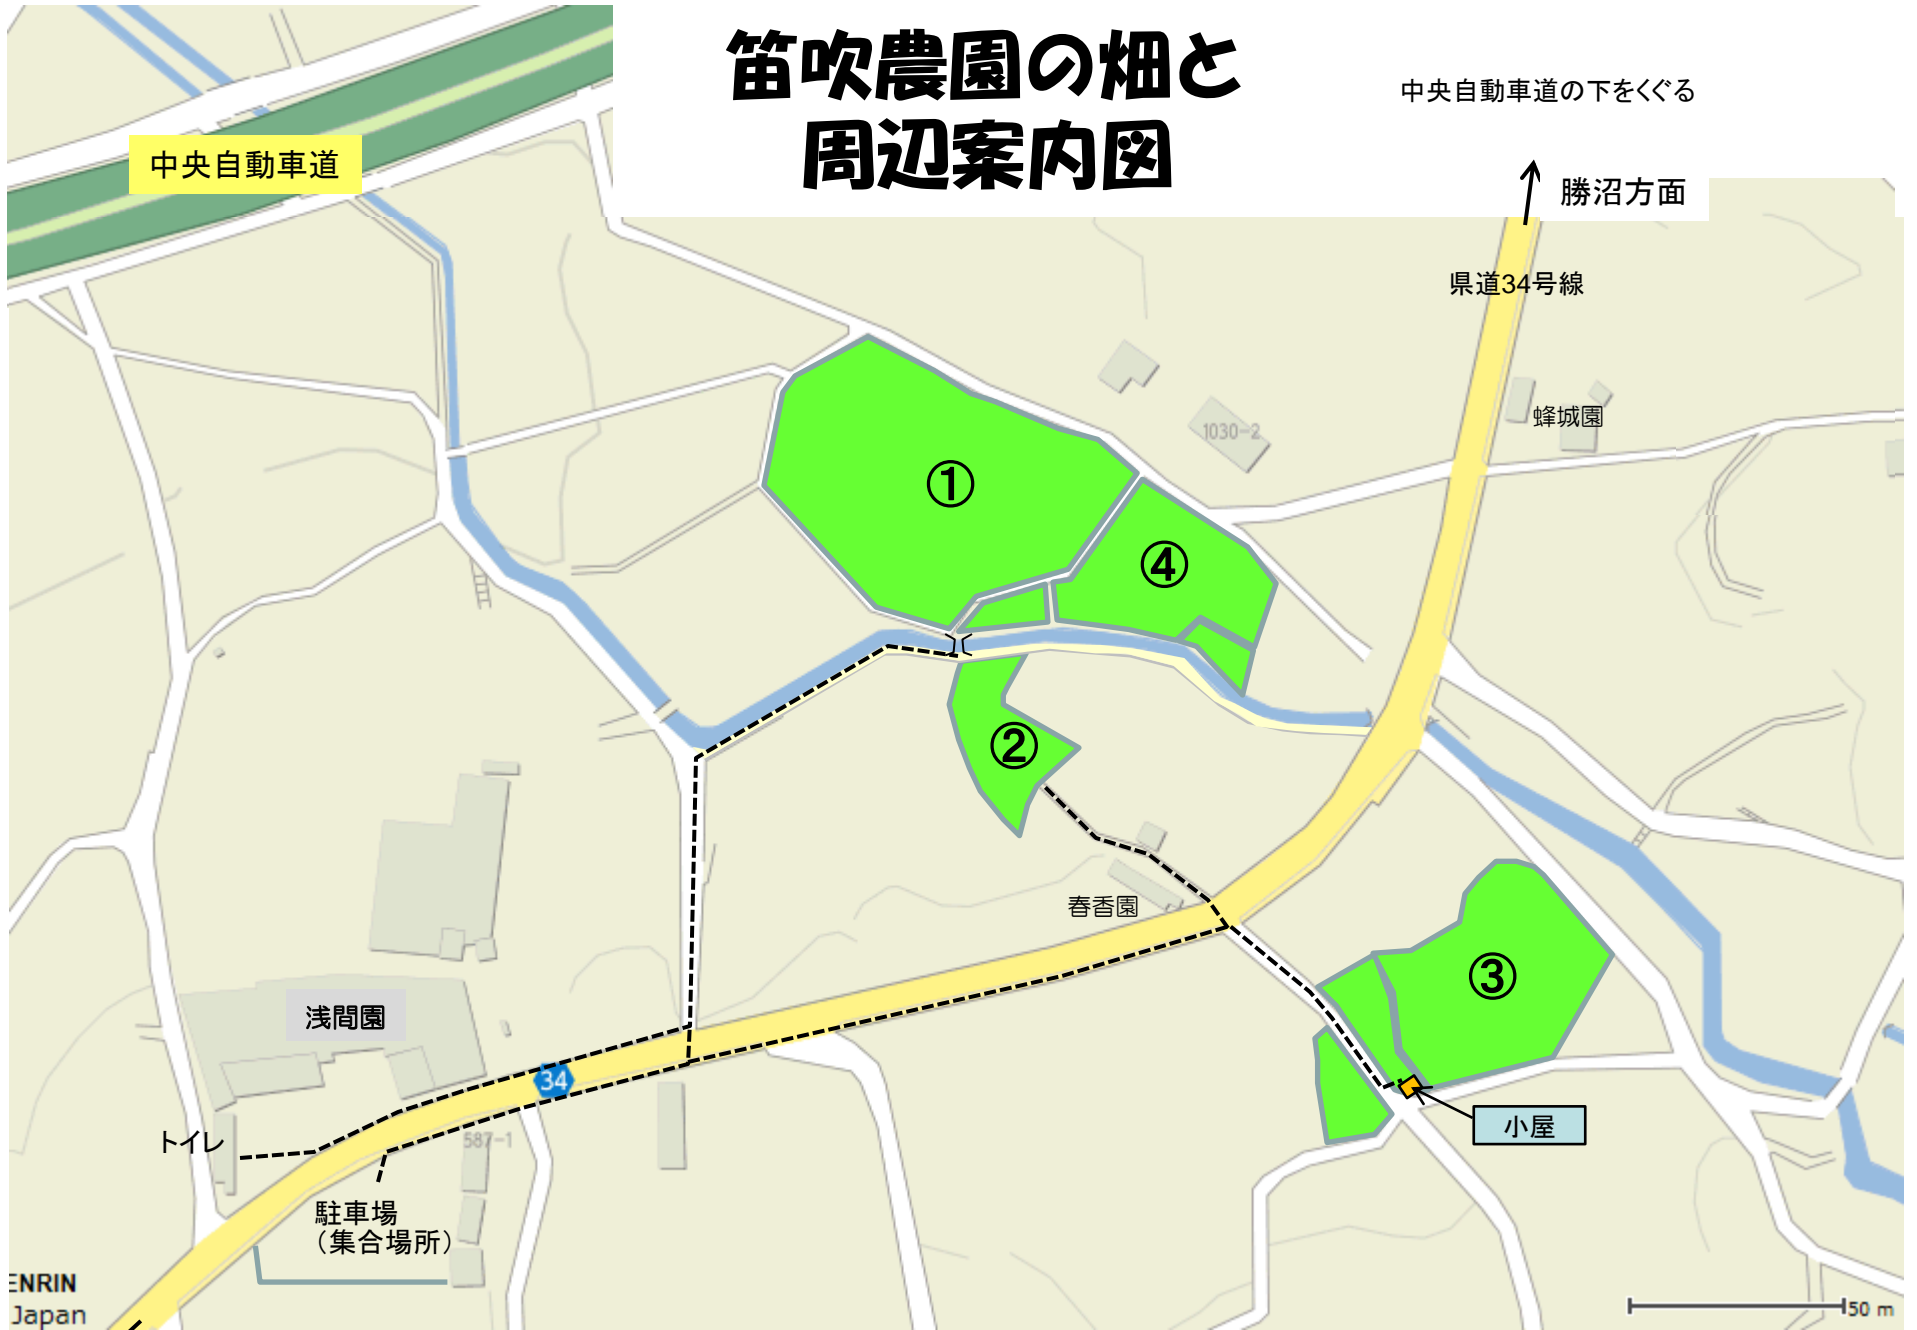 笛吹農園の畑と
周辺案内図
中央自動車道の下をくぐる
中央自動車道
勝沼方面
県道34号線
蜂城園
1030-2
①
④
②
春香園
③
浅間園
34
小屋
トイレ
587-1
駐車場
（集合場所）
ENRIN
Japan
50 m